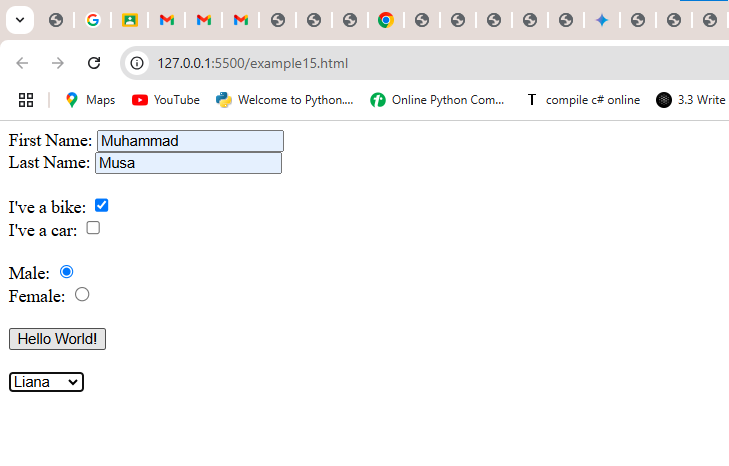 127.0.0.1:5500/example15.html
Maps YouTube Welcome to Python.... Online Python Com... T compile c# online 3.3 Write
First Name: Muhammad
Last Name: Musa
I've a bike:
I've a car:
Male:
Female:
Hello World!
Liana